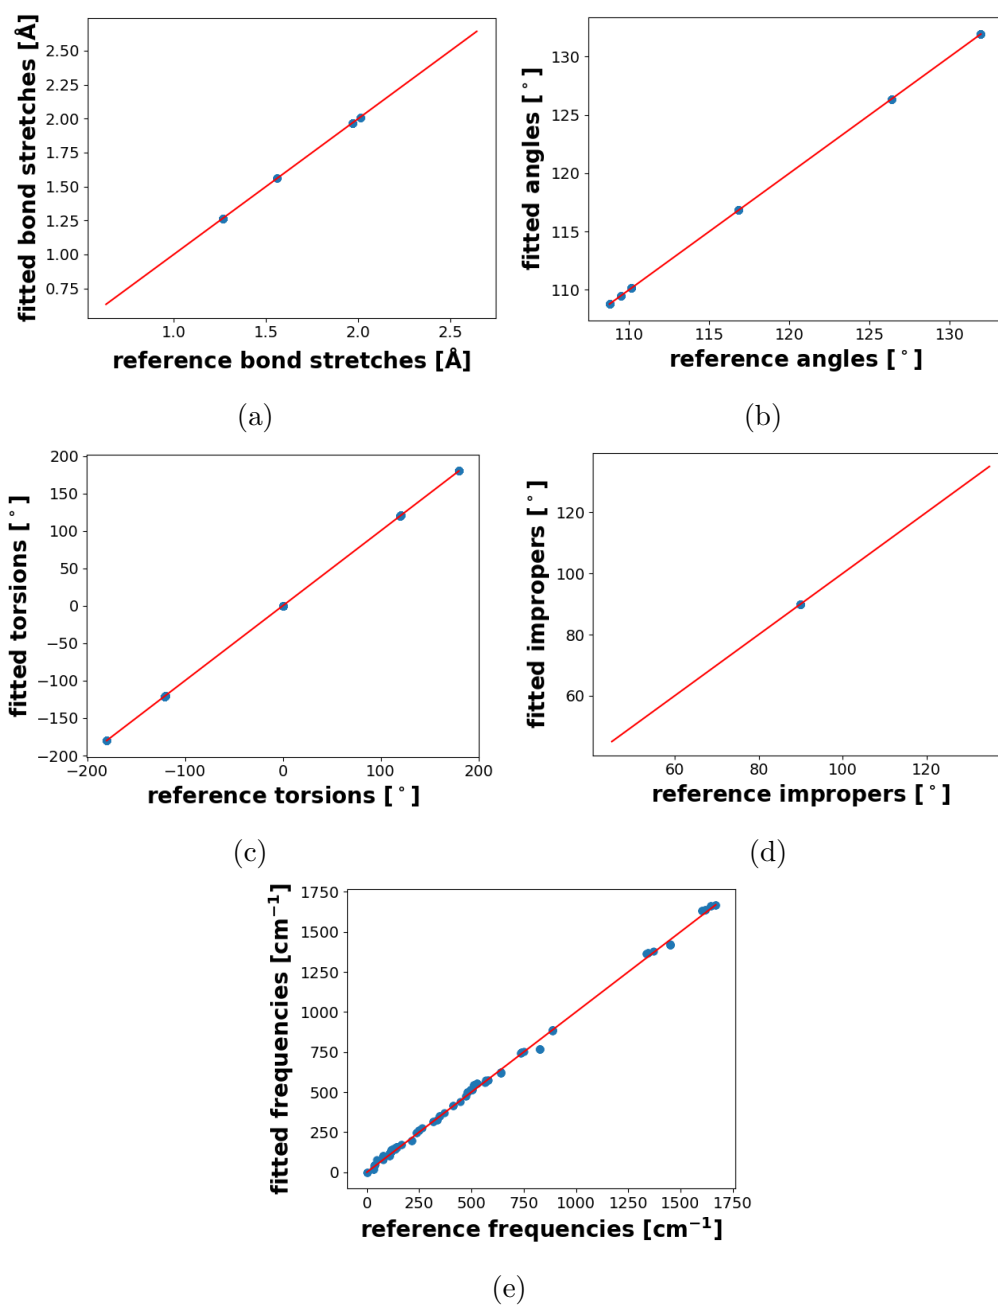 fitted bond stretches [Å]
2.50
2.25
2.00
1.75
1.50
1.25
1.00
0.75
1.0 1.5 2.0 2.5
reference bond stretches [Å]
(a)
fitted angles [°]
130
125
120
115
110
110 115 120 125 130
reference angles [°]
(b)
fitted torsions [°]
200
150
100
50
0
−50
−100
−150
−200
−200 −100 0 100 200
reference torsions [°]
(c)
fitted impropers [°]
120
100
80
60
60 80 100 120
reference impropers [°]
(d)
fitted frequencies [cm⁻¹]
1750
1500
1250
1000
750
500
250
0
0 250 500 750 1000 1250 1500 1750
reference frequencies [cm⁻¹]
(e)